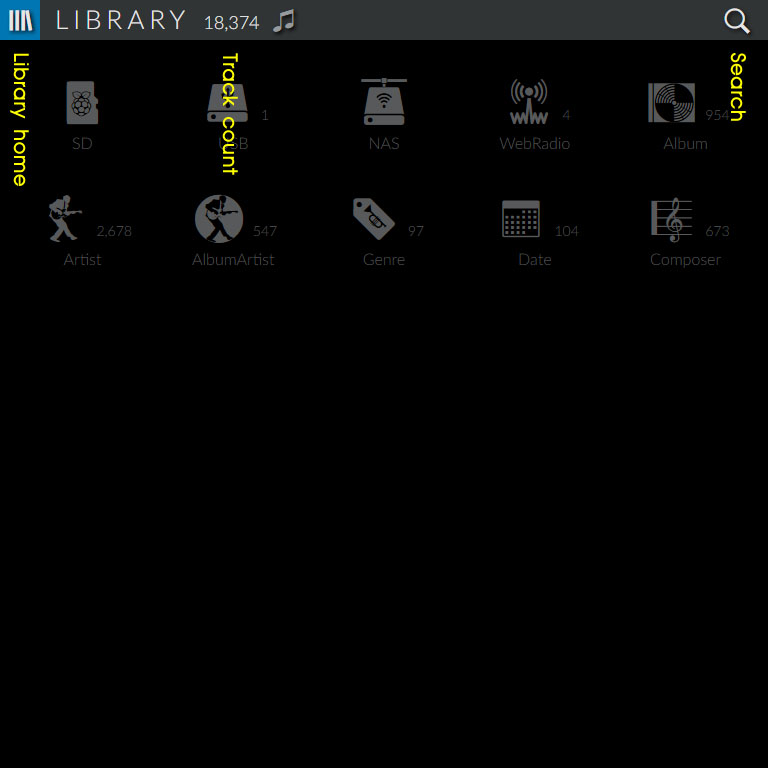 LIBRARY 18,374
Library home
Track count
Search
1
4
954
SD
USB
NAS
WebRadio
Album
2,678
547
97
104
673
Artist
AlbumArtist
Genre
Date
Composer